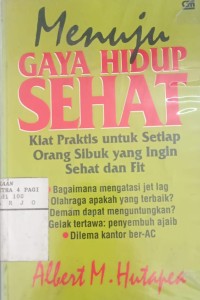 Menuju
GAYA HIDUP
SEHAT
Kiat Praktis untuk Setiap
Orang Sibuk yang Ingin
Sehat dan Fit
• Bagaimana mengatasi jet lag
Olahraga apakah yang terbaik?
Demam dapat menguntungkan?
Gelak tertawa: penyembuh ajaib
• Dilema kantor ber-AC
Albert M. Hutapea